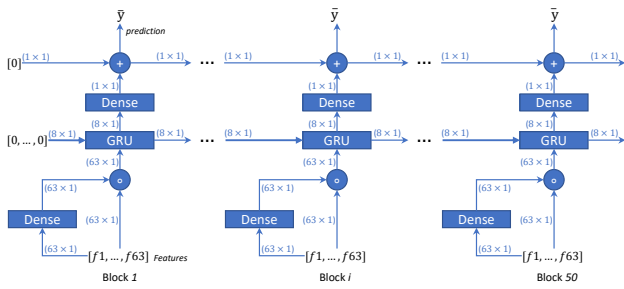 ȳ ȳ ȳ
prediction
[0] (1 × 1) + (1 × 1) ... (1 × 1) + (1 × 1) ... (1 × 1) + (1 × 1)
(1 × 1) (1 × 1) (1 × 1)
Dense Dense Dense
(8 × 1) (8 × 1) (8 × 1)
[0, ..., 0] (8 × 1) GRU (8 × 1) ... (8 × 1) GRU (8 × 1) ... (8 × 1) GRU (8 × 1)
(63 × 1) (63 × 1) (63 × 1)
(63 × 1) (63 × 1) (63 × 1) (63 × 1) (63 × 1) (63 × 1)
Dense Dense Dense
(63 × 1) (63 × 1) (63 × 1)
[f1, ..., f63] Features [f1, ..., f63] [f1, ..., f63]
Block 1 Block i Block 50